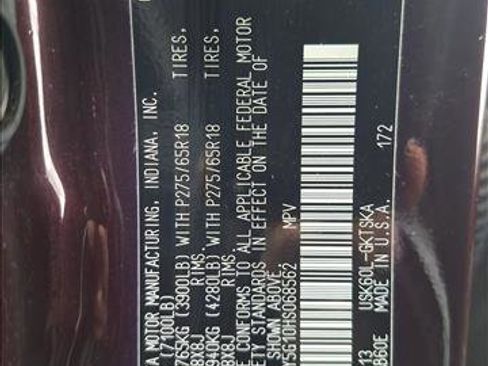 A MOTOR MANUFACTURING, INDIANA, INC.
(7100LB)
765KG (3900LB) WITH P275/65R18 TIRES,
8X8J RIMS
940KG (4280LB) WITH P275/65R18 TIRES,
8X8J RIMS
E CONFORMS TO ALL APPLICABLE FEDERAL MOTOR
ETY STANDARDS IN EFFECT ON THE DATE OF
SHOWN ABOVE.
Y5G10HS068562 MPV
13 USK60L-GKTSKA
B60E MADE IN U.S.A. 172